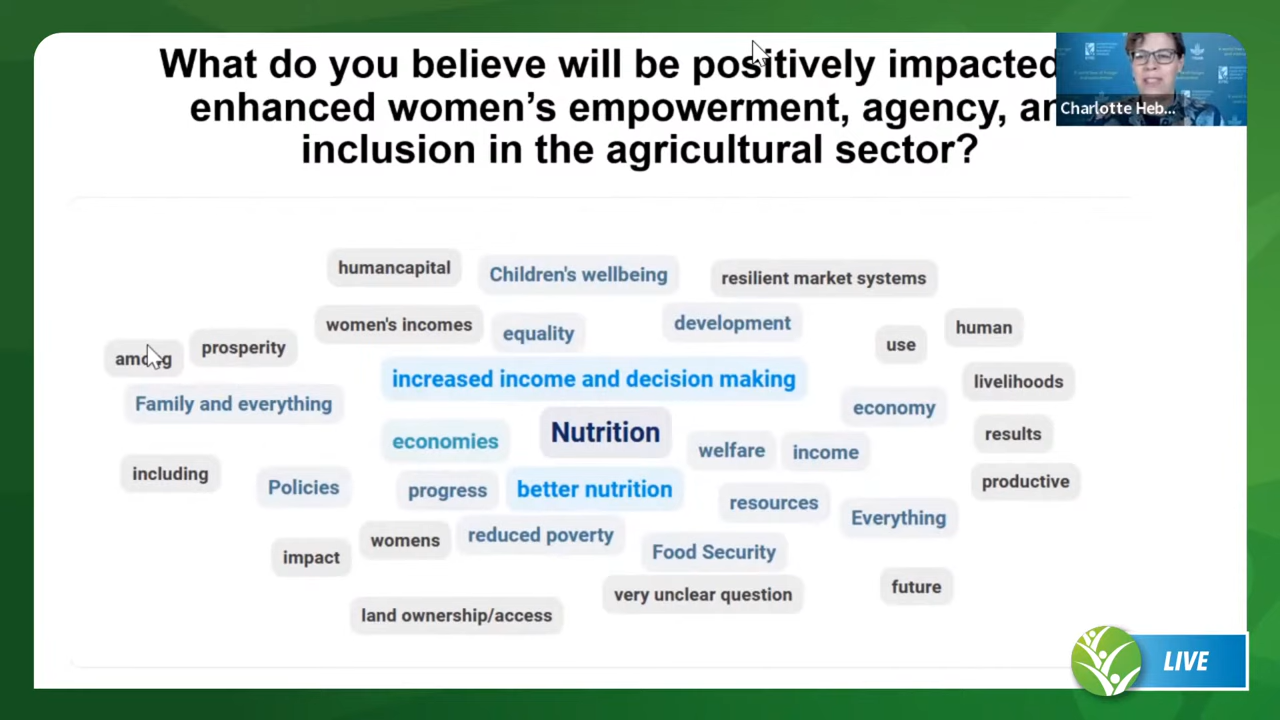 What do you believe will be positively impacted
enhanced women's empowerment, agency, an
inclusion in the agricultural sector?
Charlotte Heb...
humancapital
Children's wellbeing
resilient market systems
women's incomes
equality
development
human
among
prosperity
use
increased income and decision making
livelihoods
Family and everything
economy
economies
Nutrition
welfare
income
results
including
Policies
progress
better nutrition
resources
productive
Everything
womens
reduced poverty
Food Security
impact
very unclear question
future
land ownership/access
LIVE